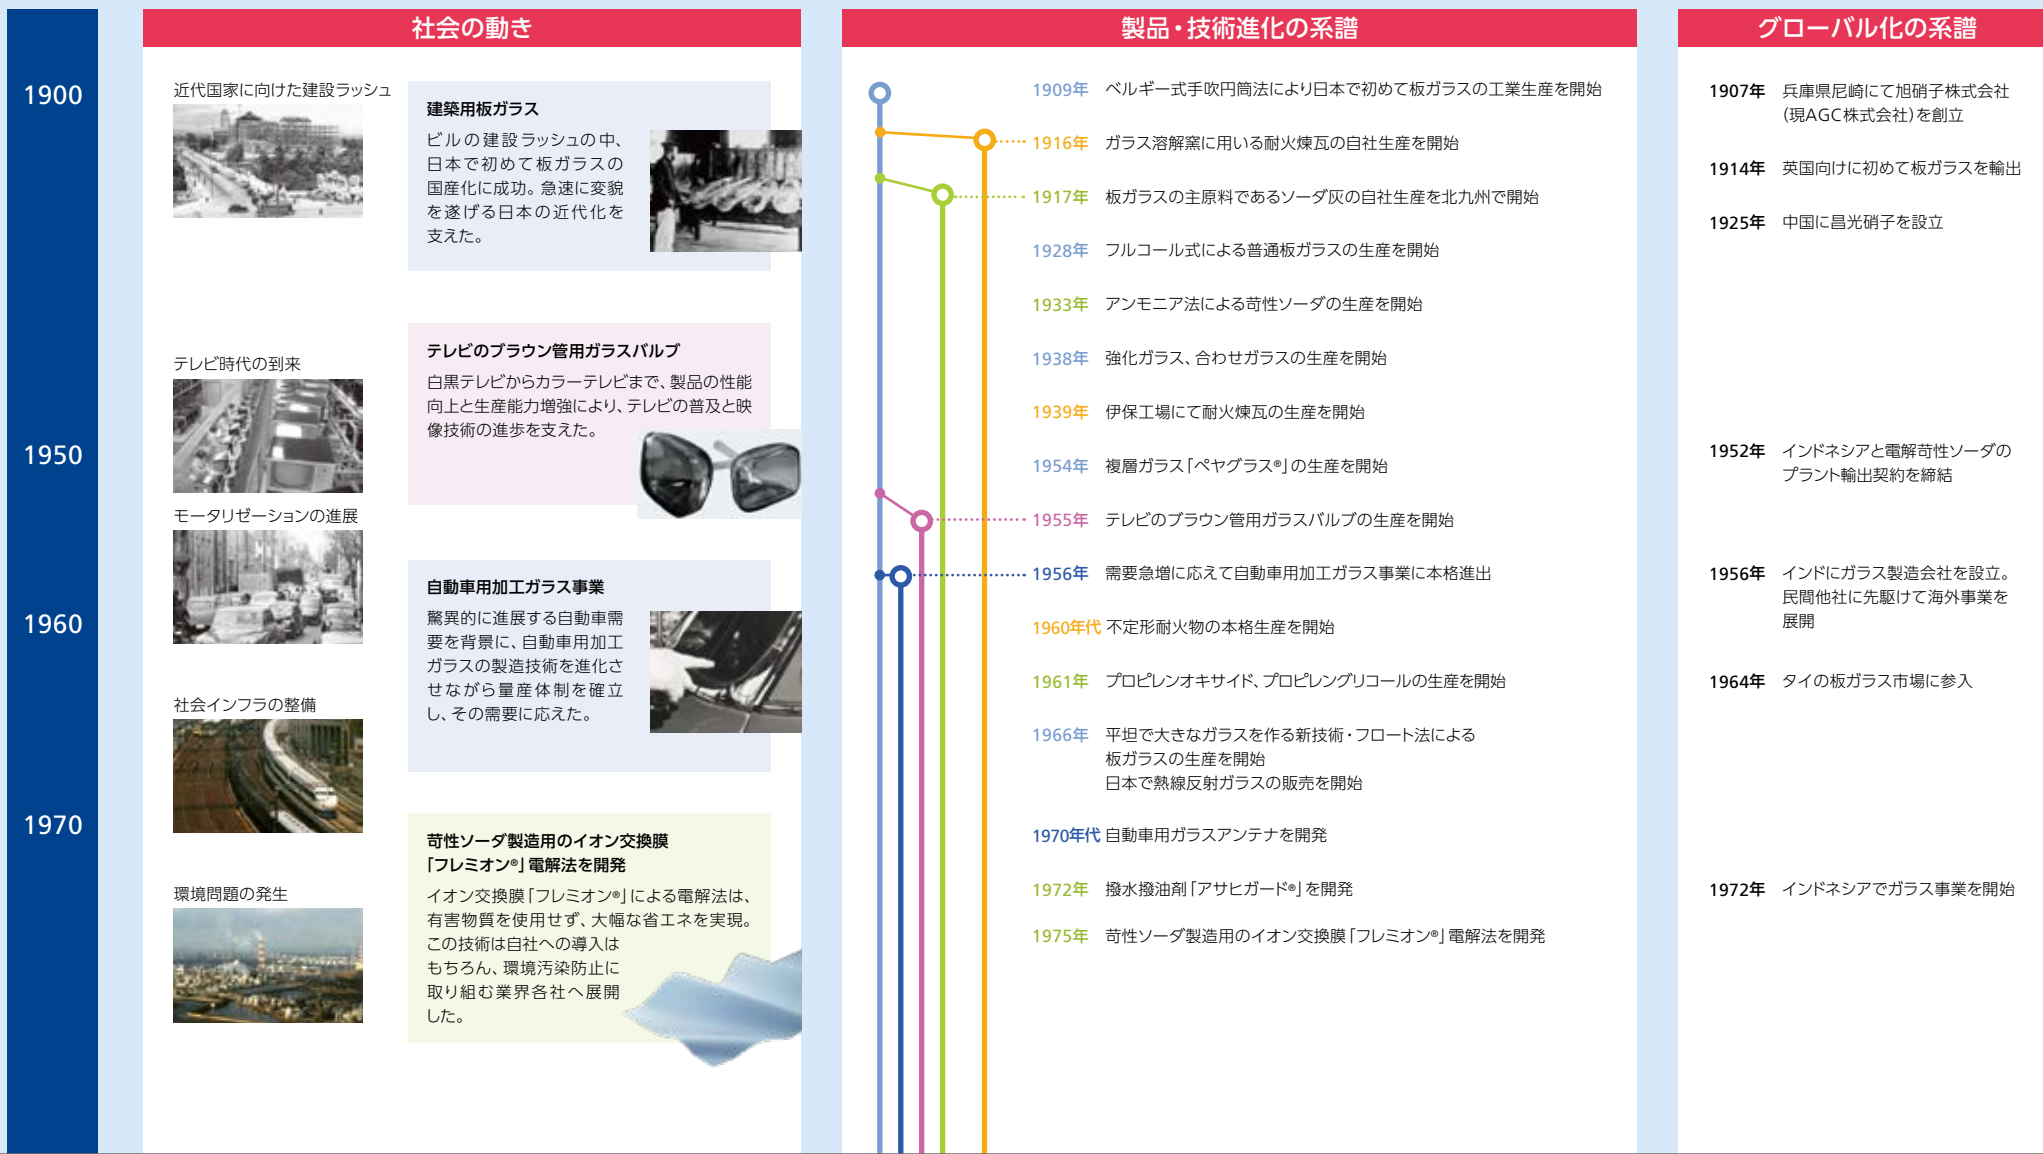 社会の動き
製品・技術進化の系譜
グローバル化の系譜
1900
1950
1960
1970
近代国家に向けた建設ラッシュ
建築用板ガラス
ビルの建設ラッシュの中、
日本で初めて板ガラスの
国産化に成功。急速に変貌
を遂げる日本の近代化を
支えた。
テレビ時代の到来
テレビのブラウン管用ガラスバルブ
白黒テレビからカラーテレビまで、製品の性能
向上と生産能力増強により、テレビの普及と映
像技術の進歩を支えた。
モータリゼーションの進展
自動車用加工ガラス事業
驚異的に進展する自動車需
要を背景に、自動車用加工
ガラスの製造技術を進化さ
せながら量産体制を確立
し、その需要に応えた。
社会インフラの整備
環境問題の発生
苛性ソーダ製造用のイオン交換膜
「フレミオン®」電解法を開発
イオン交換膜「フレミオン®」による電解法は、
有害物質を使用せず、大幅な省エネを実現。
この技術は自社への導入は
もちろん、環境汚染防止に
取り組む業界各社へ展開
した。
1909年 ベルギー式手吹円筒法により日本で初めて板ガラスの工業生産を開始
1916年 ガラス溶解窯に用いる耐火煉瓦の自社生産を開始
1917年 板ガラスの主原料であるソーダ灰の自社生産を北九州で開始
1928年 フルコール式による普通板ガラスの生産を開始
1933年 アンモニア法による苛性ソーダの生産を開始
1938年 強化ガラス、合わせガラスの生産を開始
1939年 伊保工場にて耐火煉瓦の生産を開始
1954年 複層ガラス「ペヤグラス®」の生産を開始
1955年 テレビのブラウン管用ガラスバルブの生産を開始
1956年 需要急増に応えて自動車用加工ガラス事業に本格進出
1960年代 不定形耐火物の本格生産を開始
1961年 プロピレンオキサイド、プロピレングリコールの生産を開始
1966年 平坦で大きなガラスを作る新技術・フロート法による
板ガラスの生産を開始
日本で熱線反射ガラスの販売を開始
1970年代 自動車用ガラスアンテナを開発
1972年 撥水撥油剤「アサヒガード®」を開発
1975年 苛性ソーダ製造用のイオン交換膜「フレミオン®」電解法を開発
1907年 兵庫県尼崎にて旭硝子株式会社
(現AGC株式会社)を創立
1914年 英国向けに初めて板ガラスを輸出
1925年 中国に昌光硝子を設立
1952年 インドネシアと電解苛性ソーダの
プラント輸出契約を締結
1956年 インドにガラス製造会社を設立。
民間他社に先駆けて海外事業を
展開
1964年 タイの板ガラス市場に参入
1972年 インドネシアでガラス事業を開始